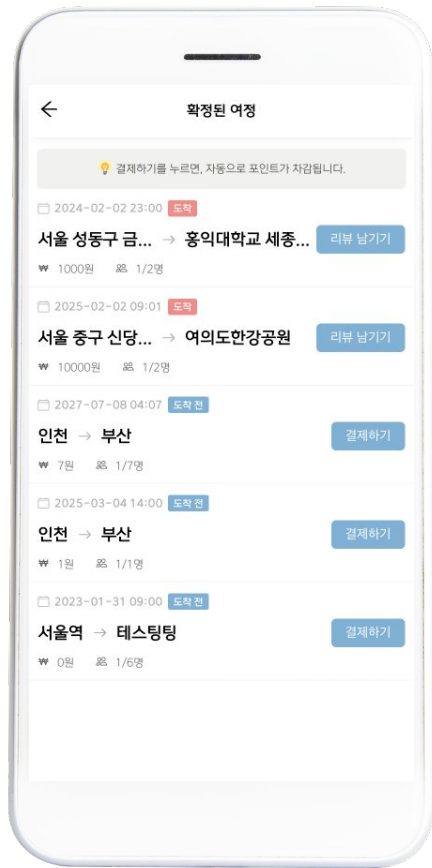 확정된 여정
결제하기를 누르면, 자동으로 포인트가 차감됩니다.
2024-02-02 23:00 도착
서울 성동구 금... → 홍익대학교 세종... 리뷰 남기기
₩ 1000원 1/2명
2025-02-02 09:01 도착
서울 중구 신당... → 여의도한강공원 리뷰 남기기
₩ 10000원 1/2명
2027-07-08 04:07 도착 전
인천 → 부산 결제하기
₩ 7원 1/7명
2025-03-04 14:00 도착 전
인천 → 부산 결제하기
₩ 1원 1/1명
2023-01-31 09:00 도착 전
서울역 → 테스팅팅 결제하기
₩ 0원 1/6명